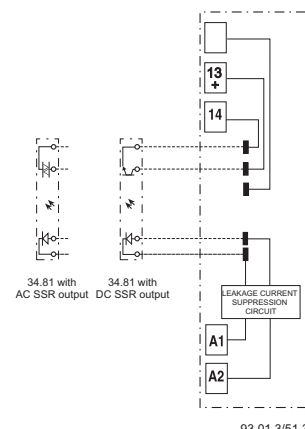 13
+
14
34.81 with
AC SSR output
34.81 with
DC SSR output
LEAKAGE CURRENT
SUPPRESSION
CIRCUIT
A1
A2